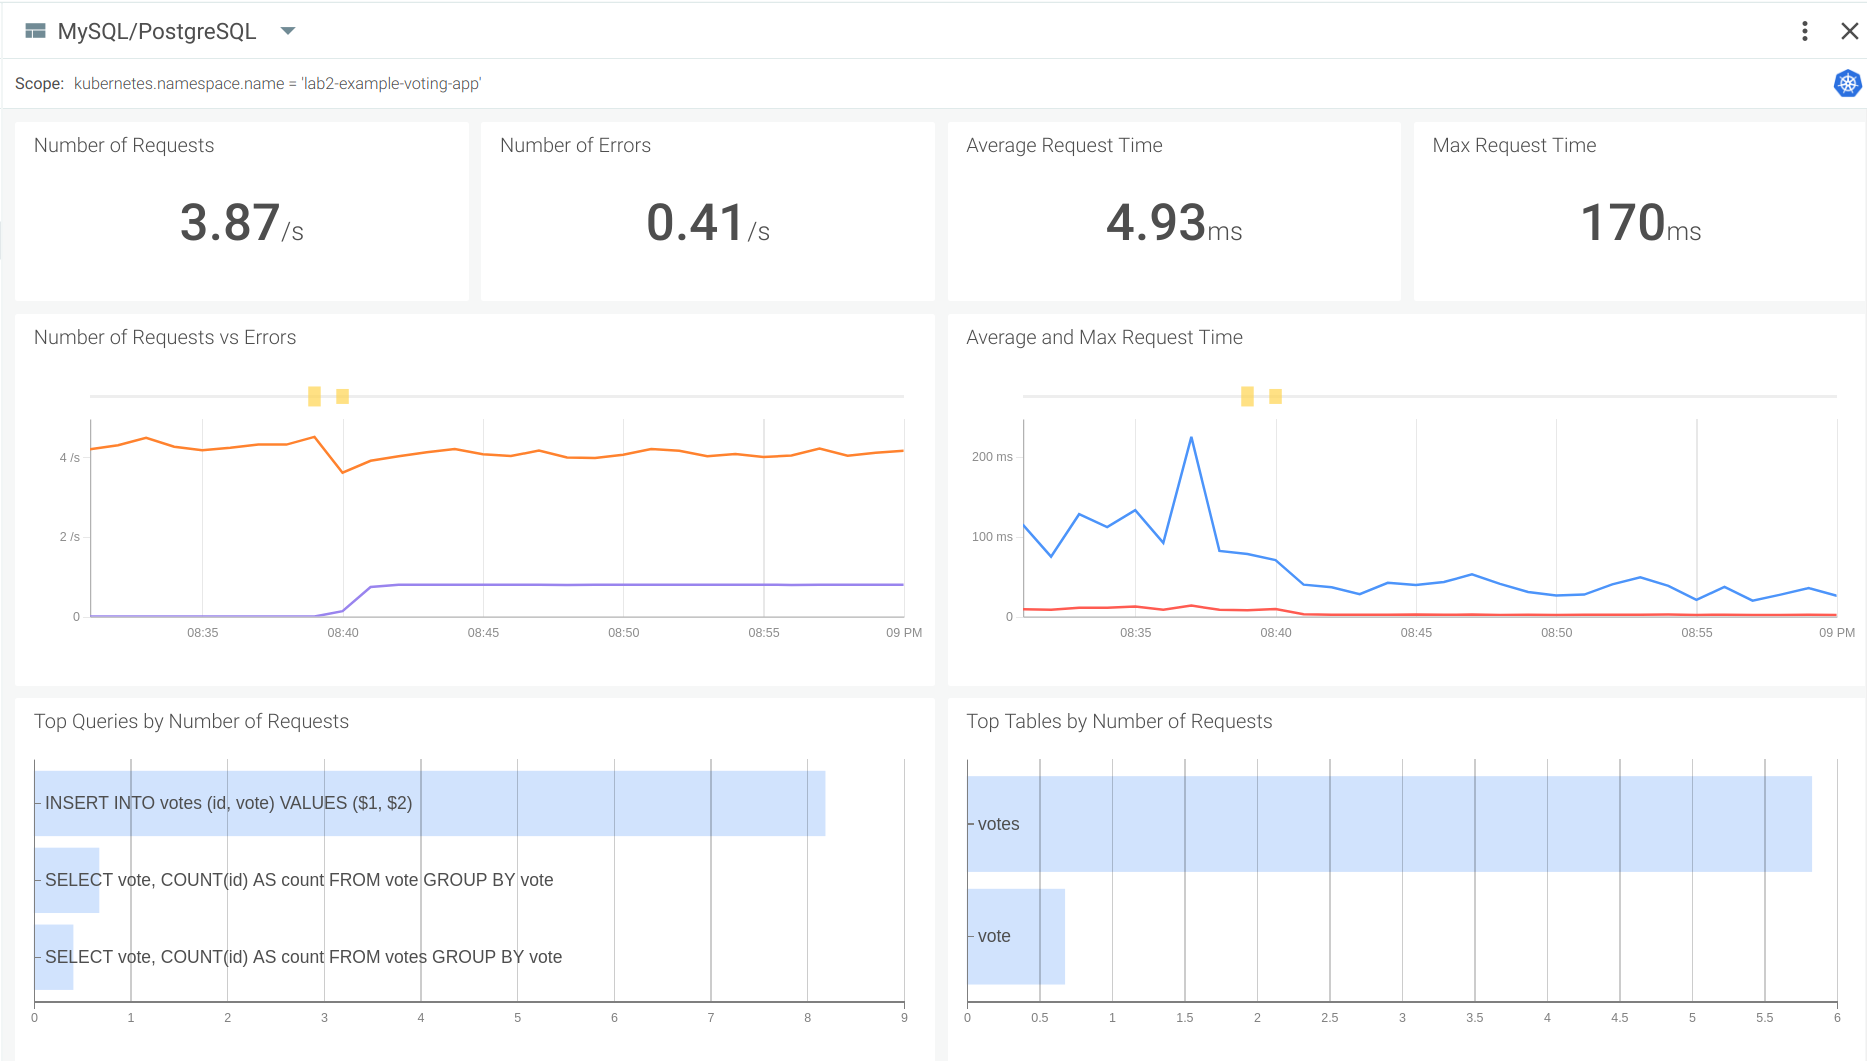 MySQL/PostgreSQL
Scope: kubernetes.namespace.name = 'lab2-example-voting-app'
Number of Requests
3.87/s
Number of Errors
0.41/s
Average Request Time
4.93ms
Max Request Time
170ms
Number of Requests vs Errors
4 /s
2 /s
0
08:35 08:40 08:45 08:50 08:55 09 PM
Average and Max Request Time
200 ms
100 ms
0
08:35 08:40 08:45 08:50 08:55 09 PM
Top Queries by Number of Requests
INSERT INTO votes (id, vote) VALUES ($1, $2)
SELECT vote, COUNT(id) AS count FROM vote GROUP BY vote
SELECT vote, COUNT(id) AS count FROM votes GROUP BY vote
0 1 2 3 4 5 6 7 8 9
Top Tables by Number of Requests
votes
vote
0 0.5 1 1.5 2 2.5 3 3.5 4 4.5 5 5.5 6